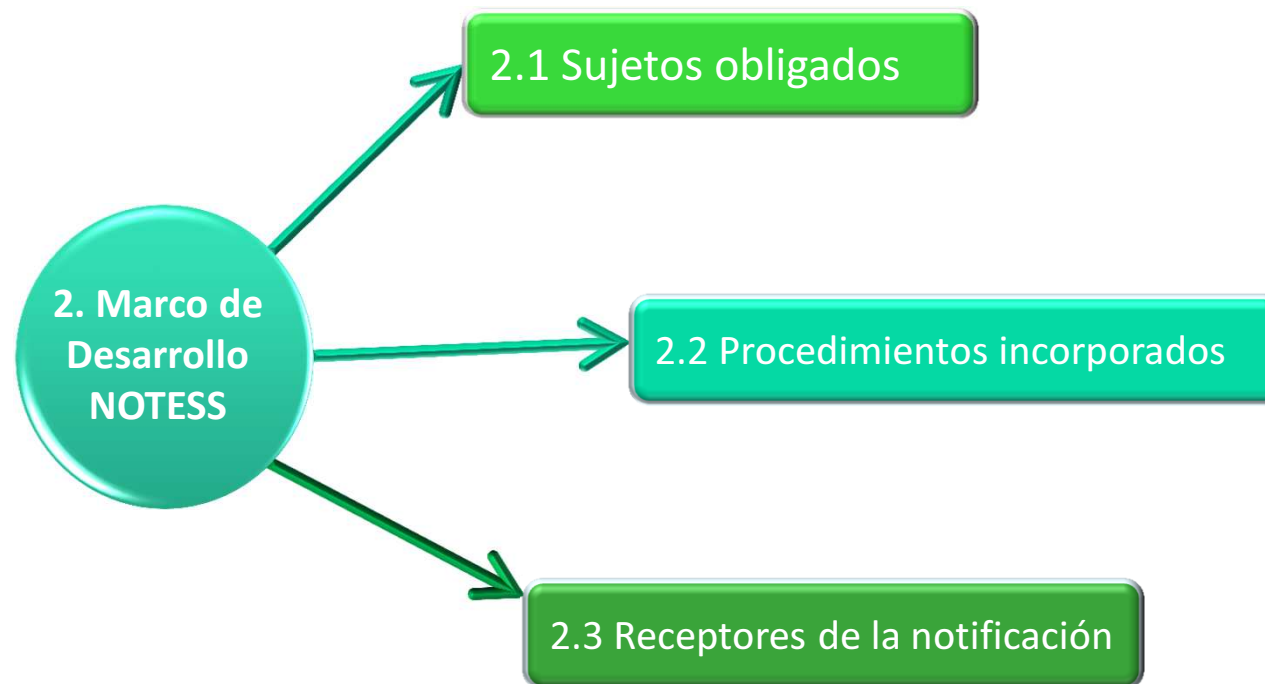 2.1 Sujetos obligados
2. Marco de
Desarrollo
NOTESS
2.2 Procedimientos incorporados
2.3 Receptores de la notificación